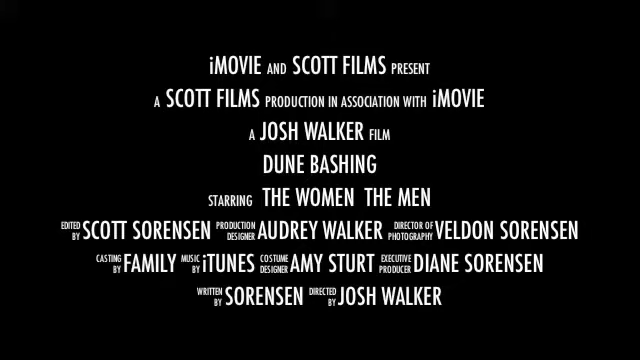 iMOVIE AND SCOTT FILMS PRESENT
A SCOTT FILMS PRODUCTION IN ASSOCIATION WITH iMOVIE
A JOSH WALKER FILM
DUNE BASHING
STARRING THE WOMEN THE MEN
EDITED BY SCOTT SORENSEN PRODUCTION DESIGNER AUDREY WALKER DIRECTOR OF PHOTOGRAPHY VELDON SORENSEN
CASTING BY FAMILY MUSIC BY iTUNES COSTUME DESIGNER AMY STURT EXECUTIVE PRODUCER DIANE SORENSEN
WRITTEN BY SORENSEN DIRECTED BY JOSH WALKER